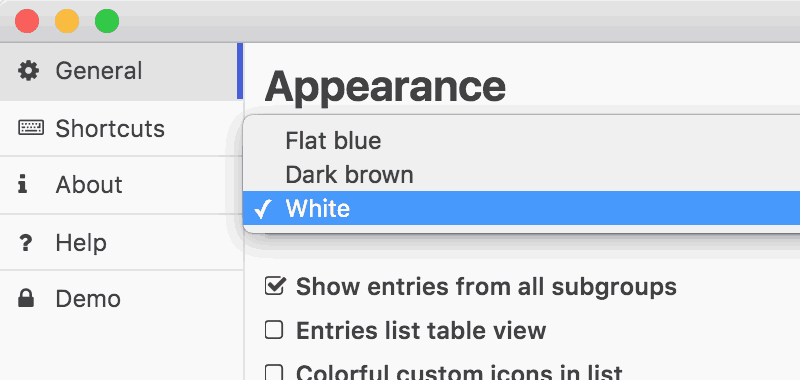 General
Shortcuts
About
Help
Demo
Appearance
Flat blue
Dark brown
White
Show entries from all subgroups
Entries list table view
Colorful custom icons in list